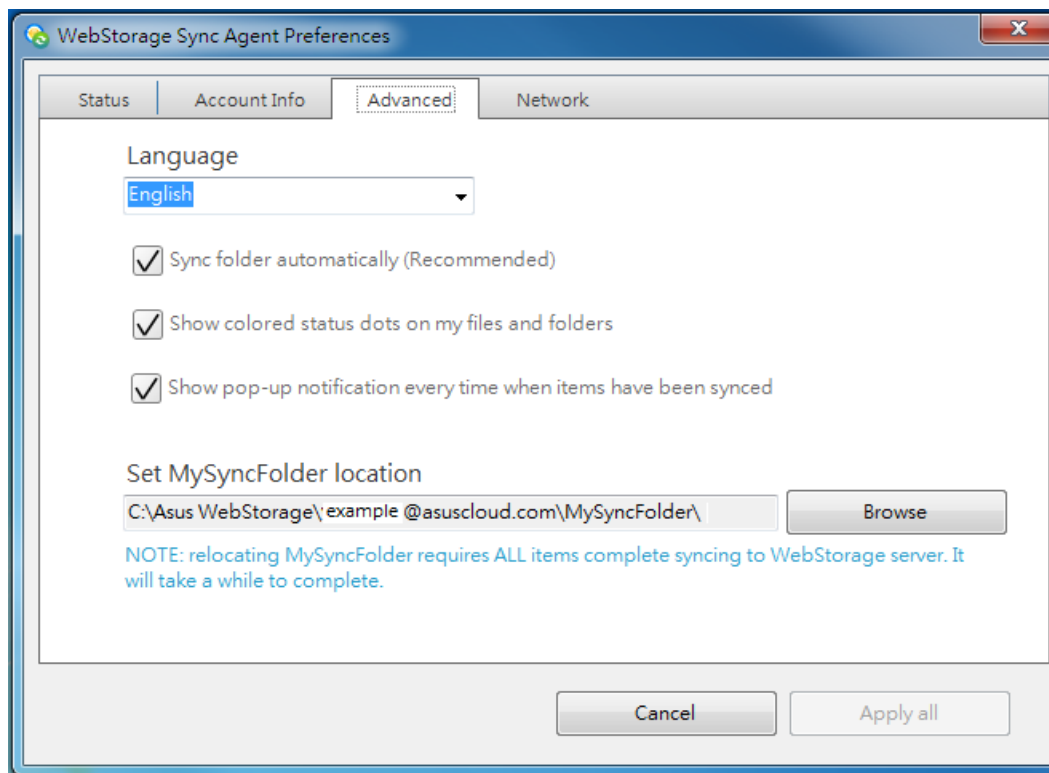 WebStorage Sync Agent Preferences
x
Status Account Info Advanced Network
Language
English
Sync folder automatically (Recommended)
Show colored status dots on my files and folders
Show pop-up notification every time when items have been synced
Set MySyncFolder location
C:\Asus WebStorage\example @asuscloud.com\MySyncFolder\ Browse
NOTE: relocating MySyncFolder requires ALL items complete syncing to WebStorage server. It
will take a while to complete.
Cancel Apply all